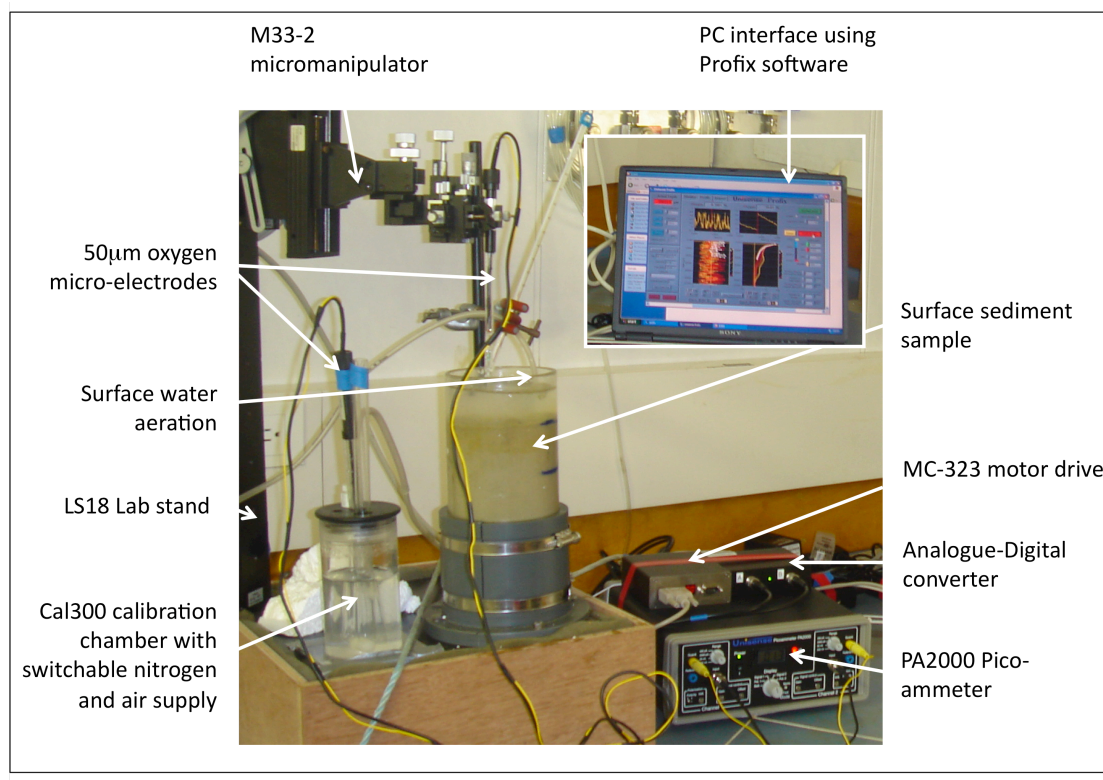 M33-2
micromanipulator
PC interface using
Profix software
50μm oxygen
micro-electrodes
Surface sediment
sample
Surface water
aeration
MC-323 motor drive
LS18 Lab stand
Analogue-Digital
converter
Cal300 calibration
chamber with
switchable nitrogen
and air supply
PA2000 Pico-
ammeter
SONY
Unisense